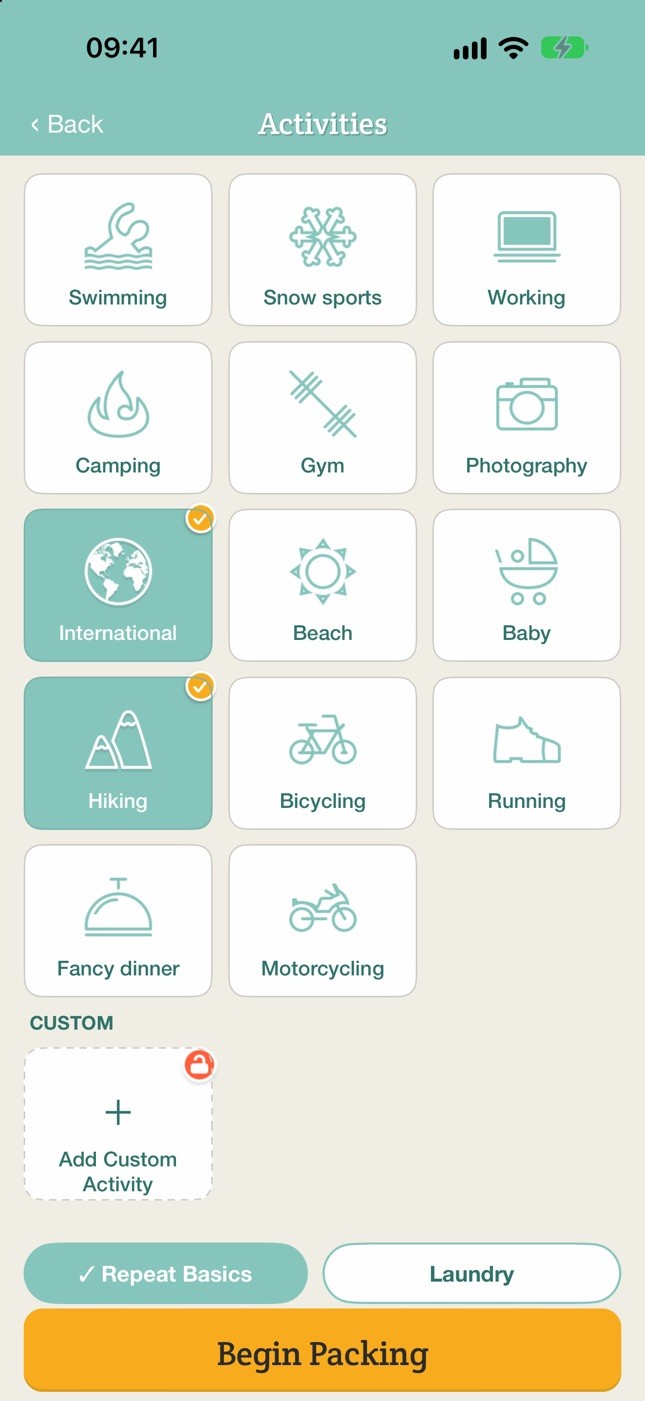 09:41
‹ Back
Activities
Swimming
Snow sports
Working
Camping
Gym
Photography
International
Beach
Baby
Hiking
Bicycling
Running
Fancy dinner
Motorcycling
CUSTOM
+
Add Custom
Activity
✓ Repeat Basics
Laundry
Begin Packing